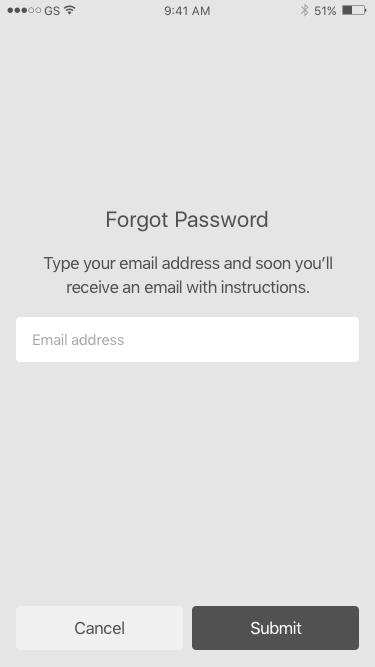 GS 9:41 AM 51%
Forgot Password
Type your email address and soon you’ll
receive an email with instructions.
Email address
Cancel Submit